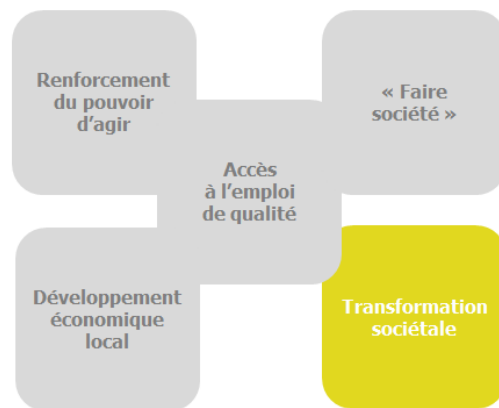 Renforcement
du pouvoir
d'agir
« Faire
société »
Accès
à l'emploi
de qualité
Développement
économique
local
Transformation
sociétale